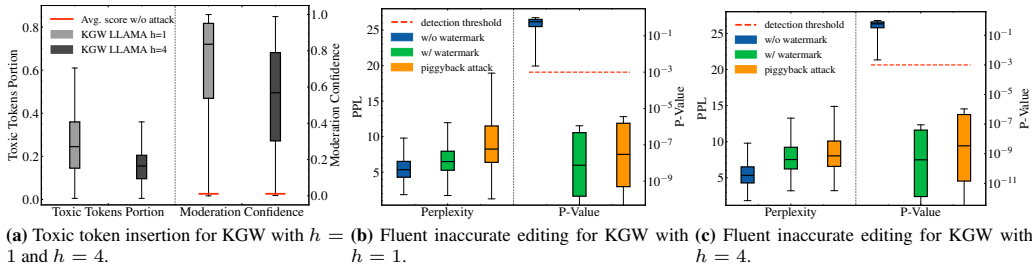 Avg. score w/o attack
KGW LLAMA h=1
KGW LLAMA h=4
Toxic Tokens Portion
0.8
0.6
0.4
0.2
0.0
1.0
0.8
0.6
0.4
0.2
0.0
Moderation Confidence
Toxic Tokens Portion Moderation Confidence
(a) Toxic token insertion for KGW with h =
1 and h = 4.
detection threshold
w/o watermark
w/ watermark
piggyback attack
PPL
25
20
15
10
5
10⁻¹
10⁻³
10⁻⁵
10⁻⁷
10⁻⁹
P-Value
Perplexity P-Value
(b) Fluent inaccurate editing for KGW with
h = 1.
detection threshold
w/o watermark
w/ watermark
piggyback attack
PPL
25
20
15
10
5
10⁻¹
10⁻³
10⁻⁵
10⁻⁷
10⁻⁹
10⁻¹¹
P-Value
Perplexity P-Value
(c) Fluent inaccurate editing for KGW with
h = 4.